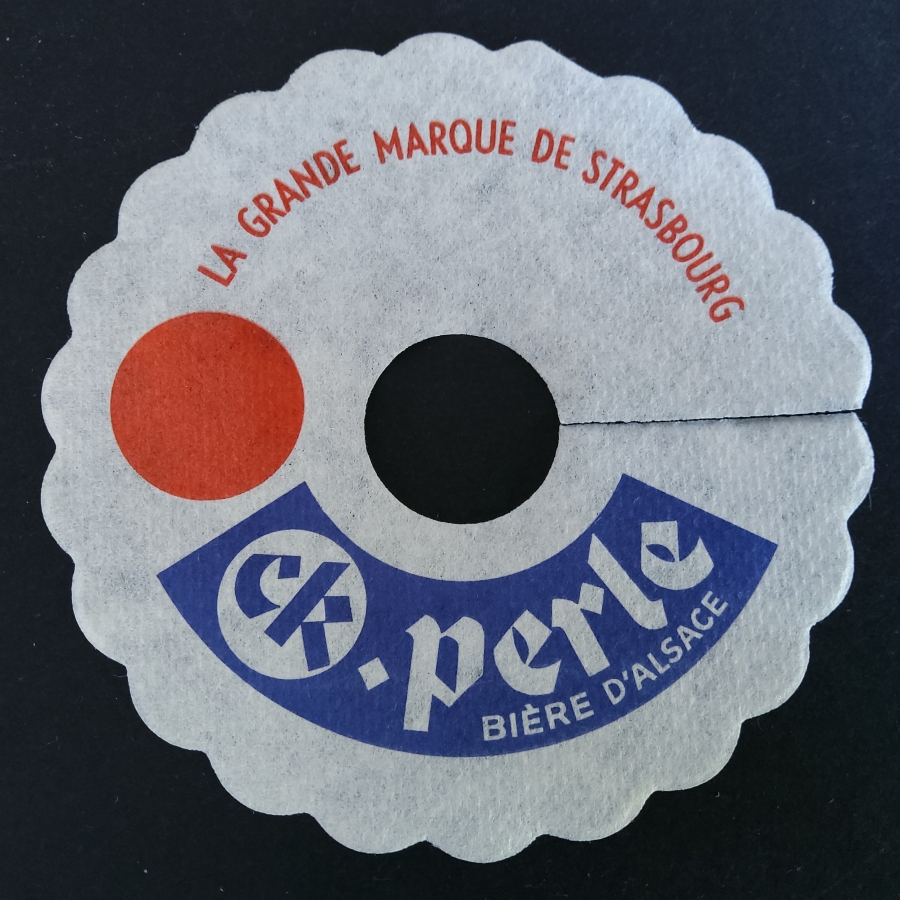 LA GRANDE MARQUE DE STRASBOURG
ck. perle
BIÈRE D'ALSACE